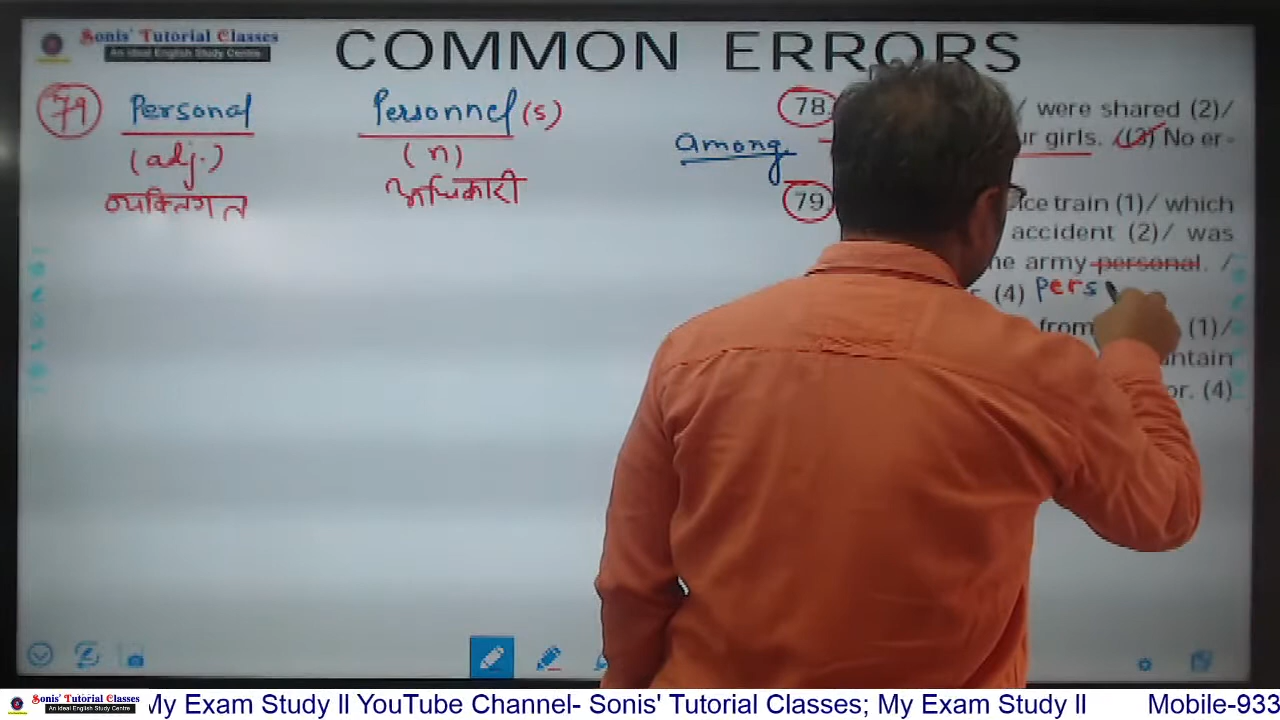 Sonis' Tutorial Classes
An Ideal English Study Centre
COMMON ERRORS
79 Personal Personnel (s)
(adj.) (n)
व्यक्तिगत अधिकारी
78. / were shared (2)/
Among ur girls. (3) No er-
79. ice train (1)/ which
accident (2)/ was
he army personal. /
r. (4) pers
from (1)/
untain
or. (4)
Sonis' Tutorial Classes
An Ideal English Study Centre
My Exam Study ll YouTube Channel- Sonis' Tutorial Classes; My Exam Study ll Mobile-933